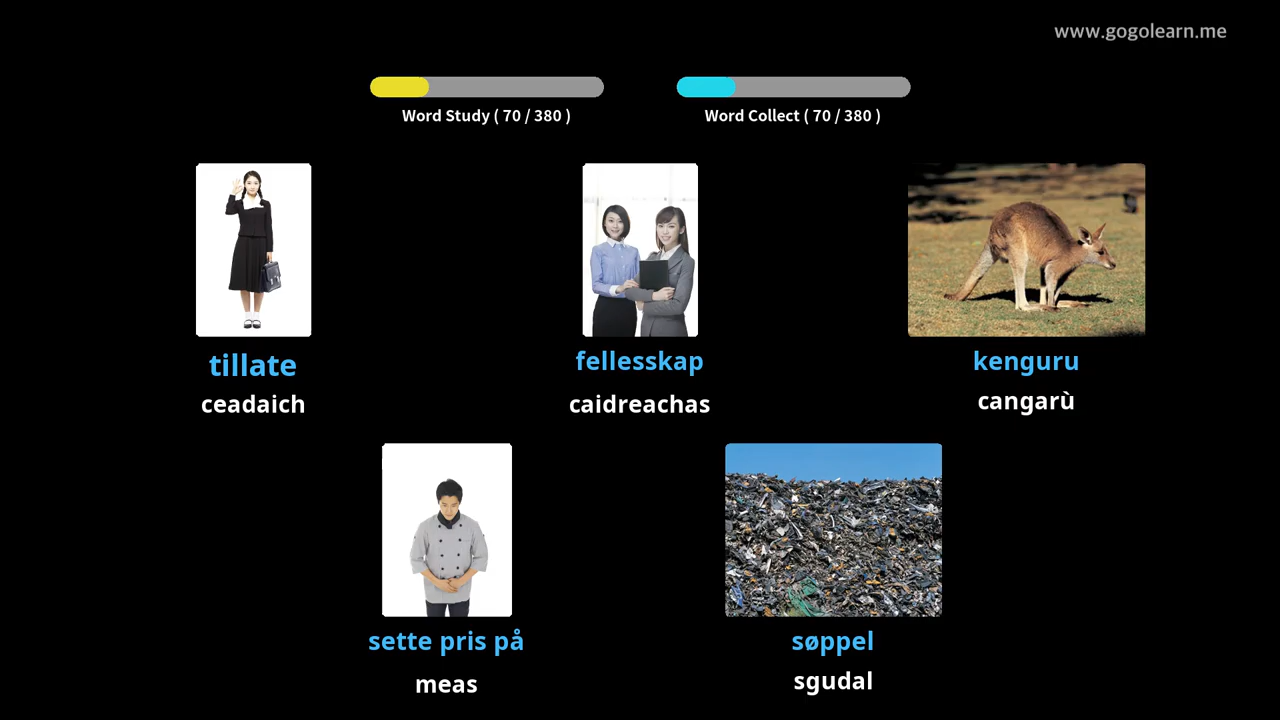 www.gogolearn.me
Word Study ( 70 / 380 )
Word Collect ( 70 / 380 )
tillate
ceadaich
fellesskap
caidreachas
kenguru
cangarù
sette pris på
meas
søppel
sgudal